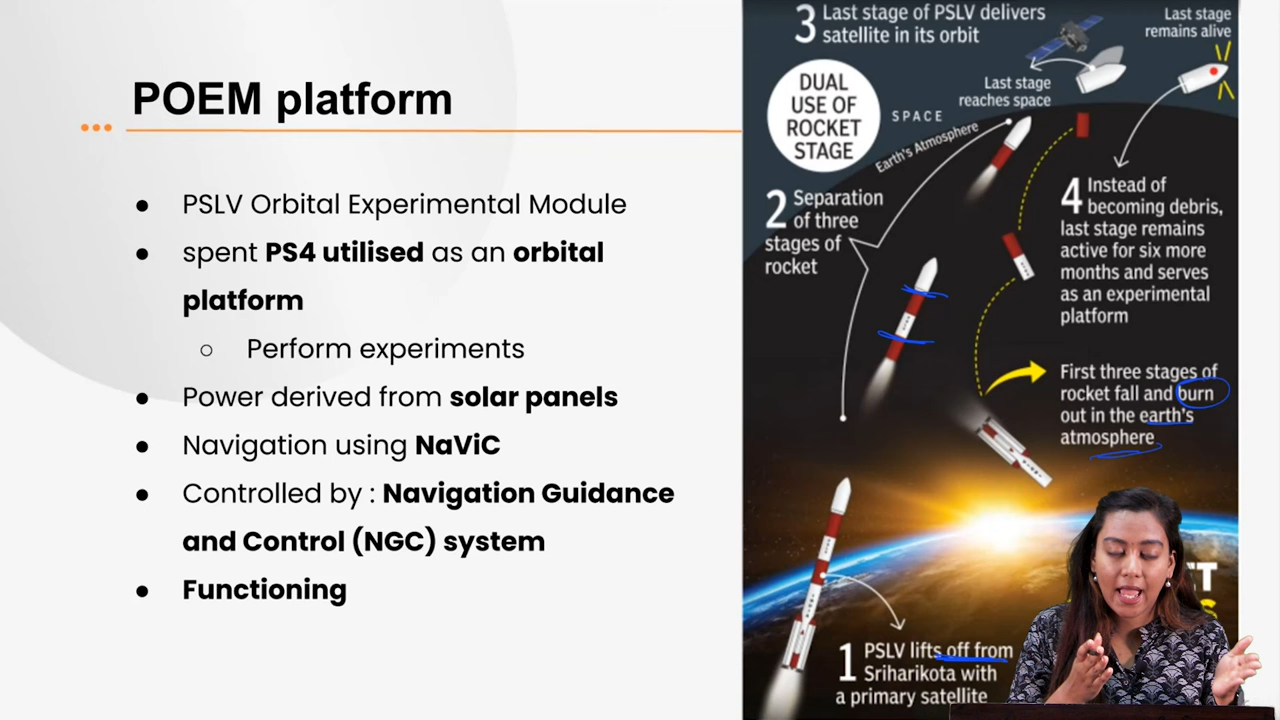 POEM platform
● PSLV Orbital Experimental Module
● spent PS4 utilised as an orbital
platform
○ Perform experiments
● Power derived from solar panels
● Navigation using NaViC
● Controlled by : Navigation Guidance
and Control (NGC) system
● Functioning
3 Last stage of PSLV delivers
satellite in its orbit
Last stage
remains alive
DUAL
USE OF
ROCKET
STAGE
Last stage
reaches space
SPACE
Earth's Atmosphere
2 Separation
of three
stages of
rocket
4 Instead of
becoming debris,
last stage remains
active for six more
months and serves
as an experimental
platform
First three stages of
rocket fall and burn
out in the earth's
atmosphere
1 PSLV lifts off from
Sriharikota with
a primary satellite